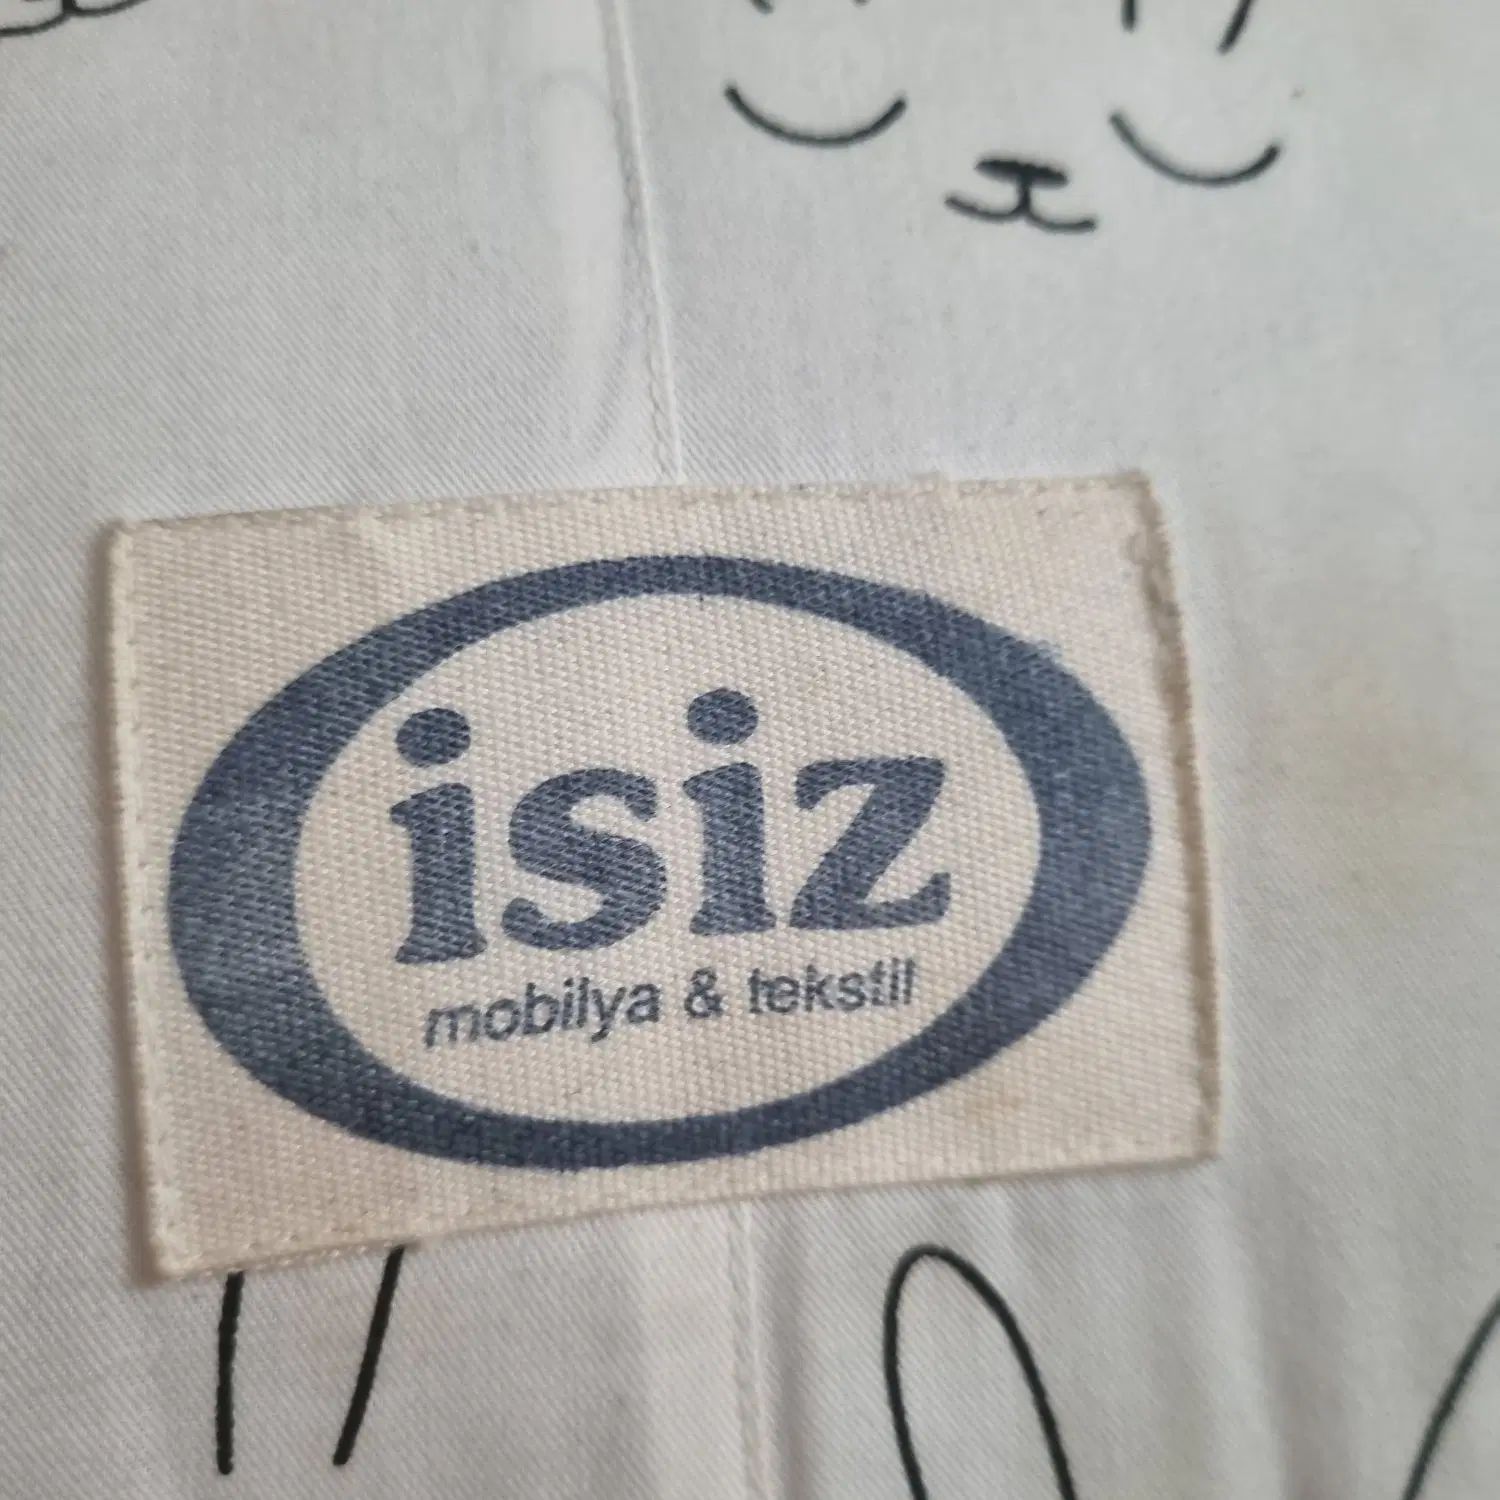 isiz
mobilya & tekstil